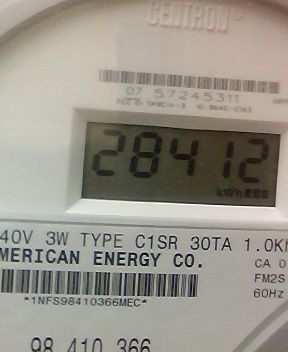 CENTRON®
07 57245311
28412
kWh
40V 3W TYPE C1SR 30TA 1.0K
MERICAN ENERGY CO.
CA 0
FM2S
60Hz
*1NFS98410366MEC*
98 410 366